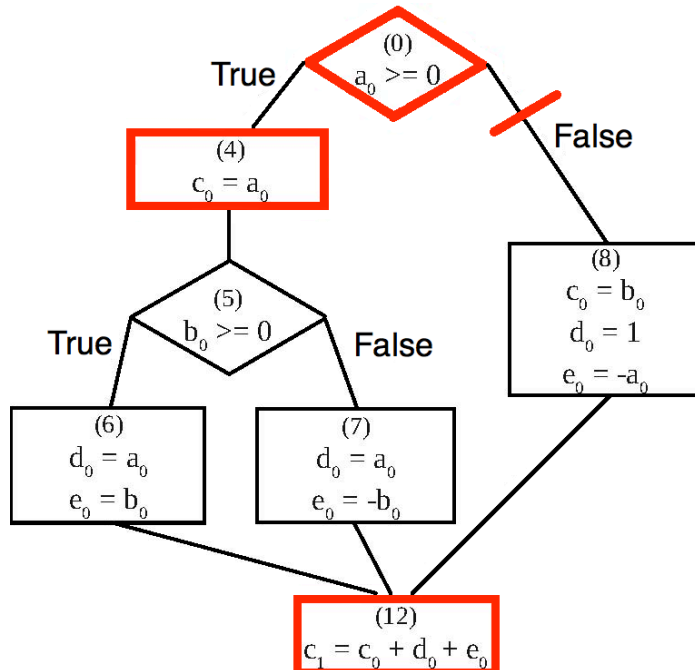 (0)
a₀ >= 0
True
False
(4)
c₀ = a₀
(5)
b₀ >= 0
True
False
(8)
c₀ = b₀
d₀ = 1
e₀ = -a₀
(6)
d₀ = a₀
e₀ = b₀
(7)
d₀ = a₀
e₀ = -b₀
(12)
c₁ = c₀ + d₀ + e₀